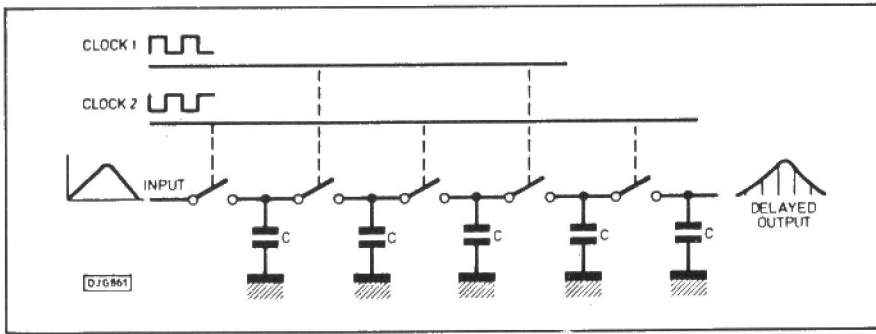 CLOCK 1
CLOCK 2
INPUT
C
C
C
C
C
DELAYED
OUTPUT
DJG861